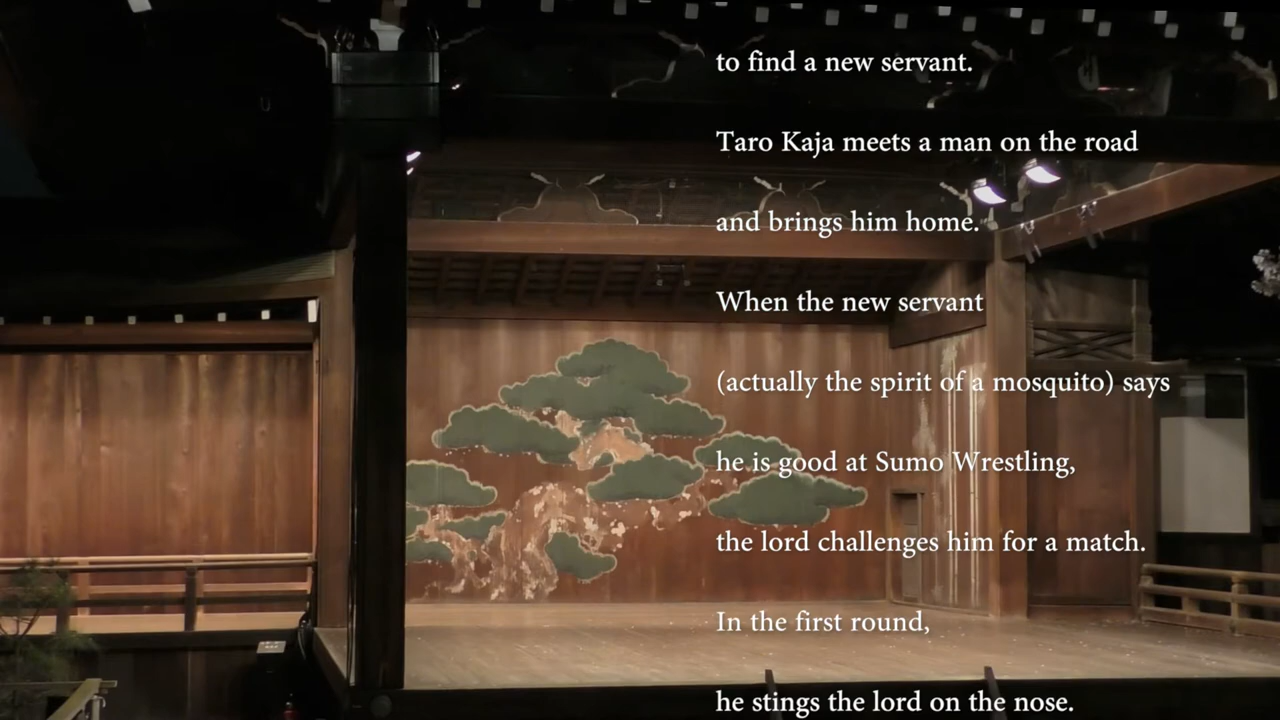 to find a new servant.
Taro Kaja meets a man on the road
and brings him home.
When the new servant
(actually the spirit of a mosquito) says
he is good at Sumo Wrestling,
the lord challenges him for a match.
In the first round,
he stings the lord on the nose.